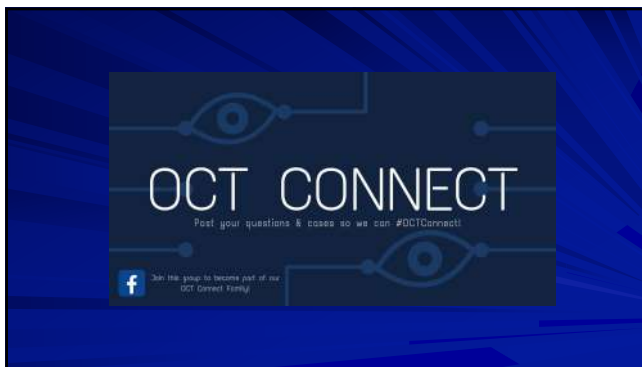 OCT CONNECT
Post your questions & cases so we can #OCTConnect!
Join this group to become part of our
OCT Connect Family!